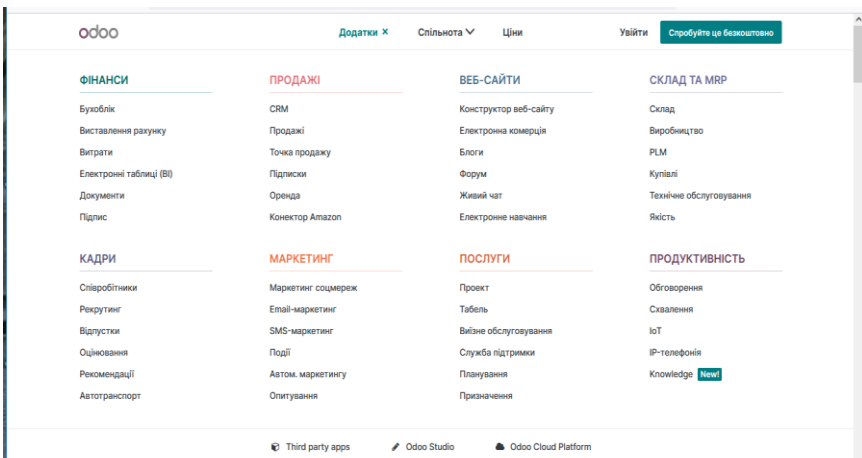 odoo
Додатки ×
Спільнота
Ціни
Увійти
Спробуйте це безкоштовно
ФІНАНСИ
Бухоблік
Виставлення рахунку
Витрати
Електронні таблиці (BI)
Документи
Підпис
ПРОДАЖІ
CRM
Продажі
Точка продажу
Підписки
Оренда
Конектор Amazon
ВЕБ-САЙТИ
Конструктор веб-сайту
Електронна комерція
Блоги
Форум
Живий чат
Електронне навчання
СКЛАД ТА MRP
Склад
Виробництво
PLM
Купівлі
Технічне обслуговування
Якість
КАДРИ
Співробітники
Рекрутинг
Відпустки
Оцінювання
Рекомендації
Автотранспорт
МАРКЕТИНГ
Маркетинг соцмереж
Email-маркетинг
SMS-маркетинг
Події
Автом. маркетингу
Опитування
ПОСЛУГИ
Проект
Табель
Виїзне обслуговування
Служба підтримки
Планування
Призначення
ПРОДУКТИВНІСТЬ
Обговорення
Схвалення
IoT
IP-телефонія
Knowledge New!
Third party apps
Odoo Studio
Odoo Cloud Platform